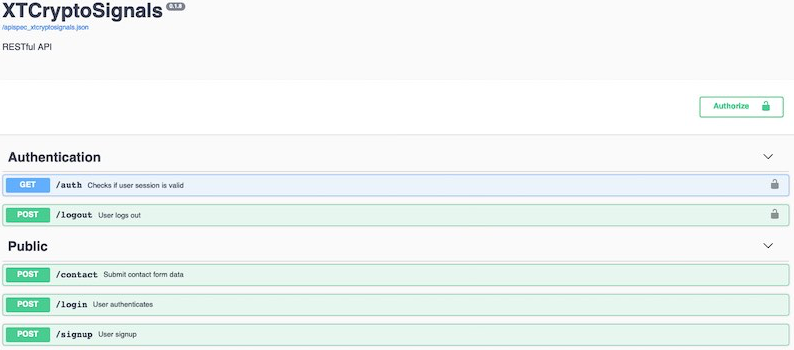 XTCryptoSignals 0.1.8
/apispec_xtcryptosignals.json
RESTful API
Authorize
Authentication
GET /auth Checks if user session is valid
POST /logout User logs out
Public
POST /contact Submit contact form data
POST /login User authenticates
POST /signup User signup